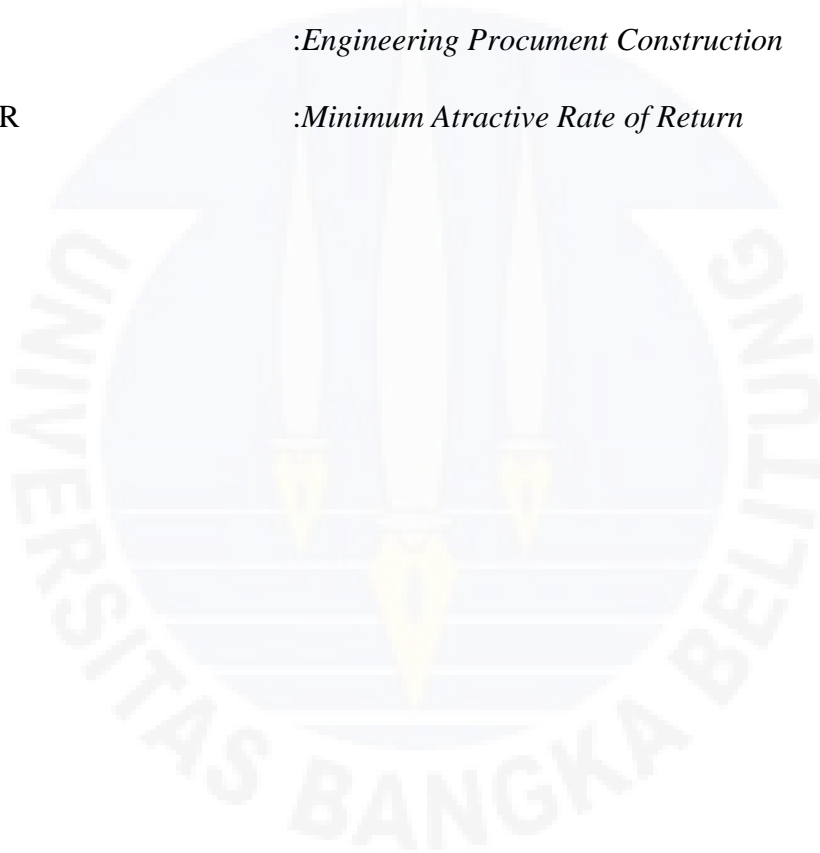 :Engineering Procument Construction
R :Minimum Atractive Rate of Return
UNIVERSITAS BANGKA BELITUNG